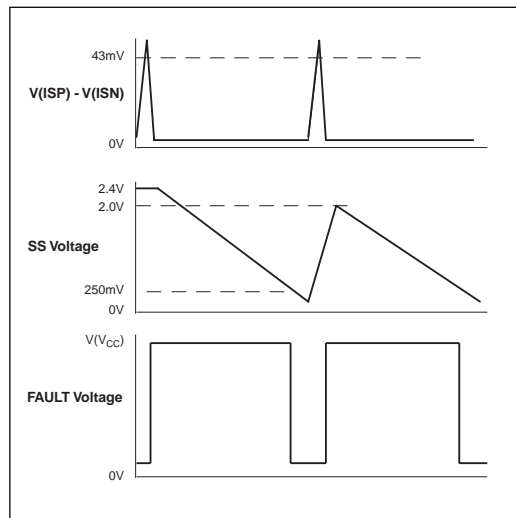 43mV
V(ISP) - V(ISN)
0V
2.4V
2.0V
SS Voltage
250mV
0V
V(VCC)
FAULT Voltage
0V